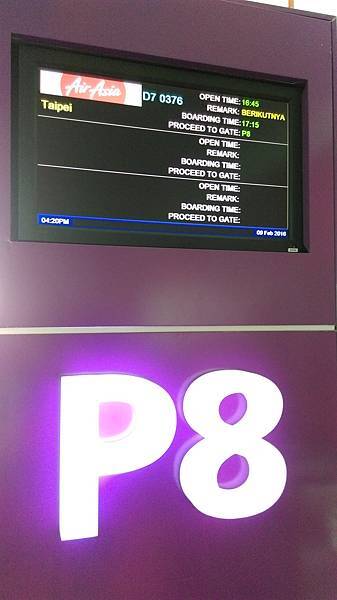 AirAsia D7 0376 OPEN TIME: 16:45
Taipei REMARK: BERIKUTNYA
BOARDING TIME: 17:15
PROCEED TO GATE: P8
OPEN TIME:
REMARK:
BOARDING TIME:
PROCEED TO GATE:
OPEN TIME:
REMARK:
BOARDING TIME:
PROCEED TO GATE:
04:20PM 09 Feb 2016
P8